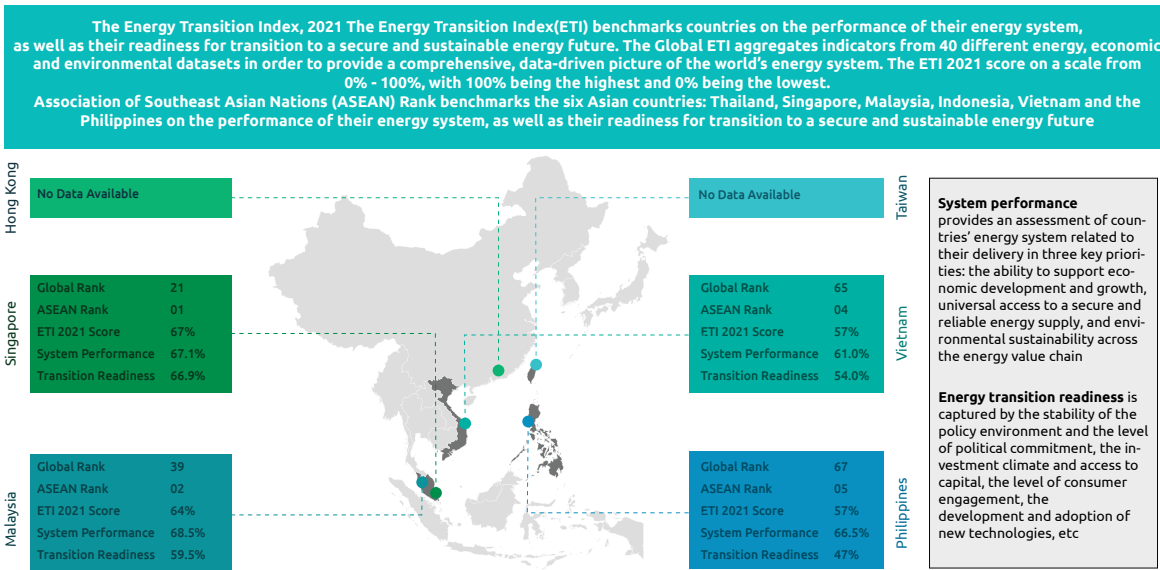 The Energy Transition Index, 2021 The Energy Transition Index(ETI) benchmarks countries on the performance of their energy system,
as well as their readiness for transition to a secure and sustainable energy future. The Global ETI aggregates indicators from 40 different energy, economic
and environmental datasets in order to provide a comprehensive, data-driven picture of the world's energy system. The ETI 2021 score on a scale from
0% - 100%, with 100% being the highest and 0% being the lowest.
Association of Southeast Asian Nations (ASEAN) Rank benchmarks the six Asian countries: Thailand, Singapore, Malaysia, Indonesia, Vietnam and the
Philippines on the performance of their energy system, as well as their readiness for transition to a secure and sustainable energy future
Hong Kong
No Data Available
Singapore
Global Rank 21
ASEAN Rank 01
ETI 2021 Score 67%
System Performance 67.1%
Transition Readiness 66.9%
Malaysia
Global Rank 39
ASEAN Rank 02
ETI 2021 Score 64%
System Performance 68.5%
Transition Readiness 59.5%
No Data Available
Taiwan
Global Rank 65
ASEAN Rank 04
ETI 2021 Score 57%
System Performance 61.0%
Transition Readiness 54.0%
Vietnam
Global Rank 67
ASEAN Rank 05
ETI 2021 Score 57%
System Performance 66.5%
Transition Readiness 47%
Philippines
System performance
provides an assessment of coun-
tries' energy system related to
their delivery in three key priori-
ties: the ability to support eco-
nomic development and growth,
universal access to a secure and
reliable energy supply, and envi-
ronmental sustainability across
the energy value chain
Energy transition readiness is
captured by the stability of the
policy environment and the level
of political commitment, the in-
vestment climate and access to
capital, the level of consumer
engagement, the
development and adoption of
new technologies, etc